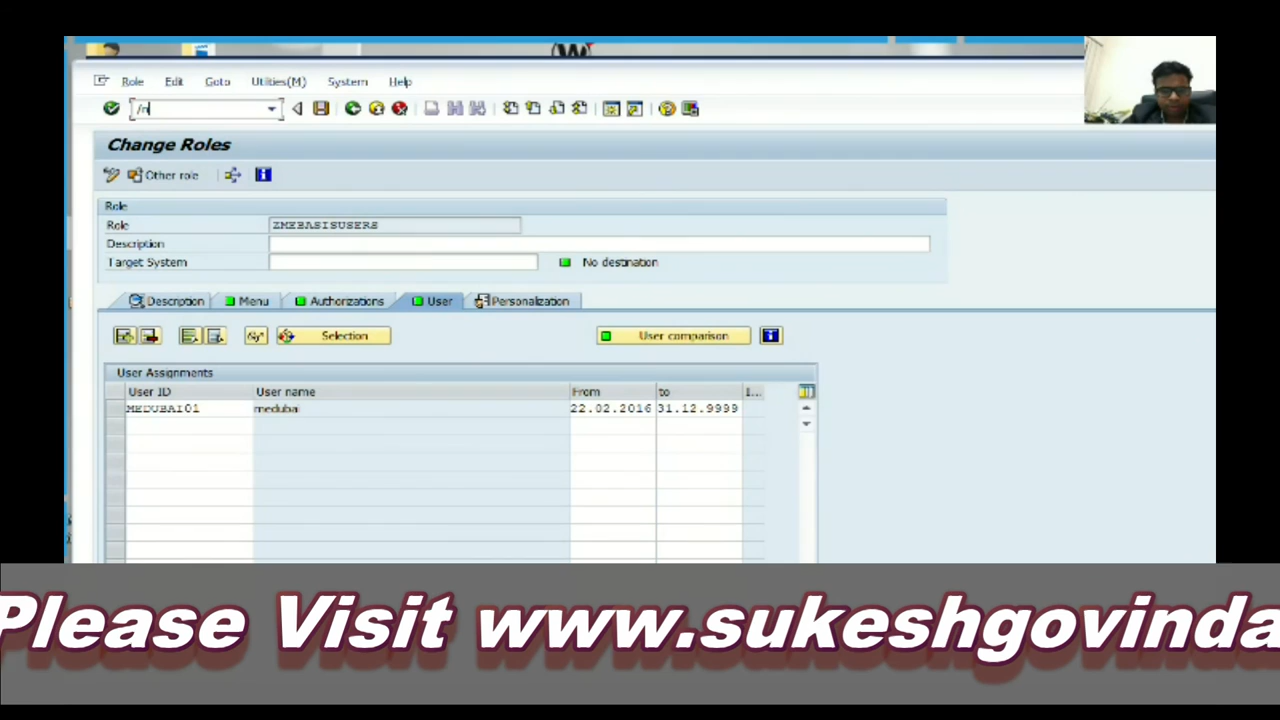 Role Edit Goto Utilities(M) System Help
/n
Change Roles
Other role
Role
Role ZMEBASISUSERS
Description
Target System No destination
Description Menu Authorizations User Personalization
Selection User comparison
User Assignments
User ID User name From to I...
MEDUBAI01 medubai 22.02.2016 31.12.9999
Please Visit www.sukeshgovinda